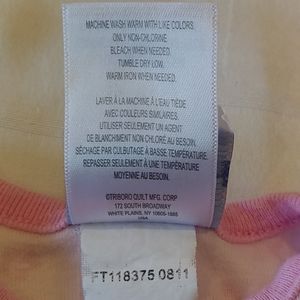 MACHINE WASH WARM WITH LIKE COLORS.
ONLY NON-CHLORINE
BLEACH WHEN NEEDED.
TUMBLE DRY LOW.
WARM IRON WHEN NEEDED.
LAVER À LA MACHINE À L'EAU TIÈDE
AVEC COULEURS SIMILAIRES.
UTILISER SEULEMENT UN AGENT
DE BLANCHIMENT NON CHLORÉ AU BESOIN.
SÉCHAGE PAR CULBUTAGE À BASSE TEMPÉRATURE.
REPASSER SEULEMENT À UNE TEMPÉRATURE
MOYENNE AU BESOIN.
©TRIBORO QUILT MFG. CORP
172 SOUTH BROADWAY
WHITE PLAINS, NY 10605-1885
USA
FT118375 0811